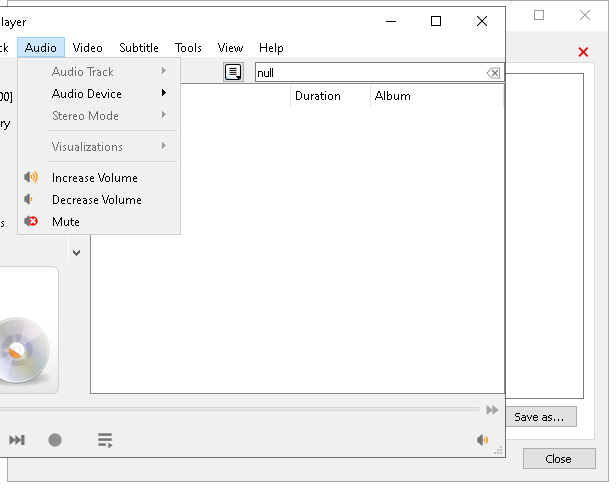 layer
ck Audio Video Subtitle Tools View Help
Audio Track
null
Audio Device
Duration Album
00]
Stereo Mode
ry
Visualizations
Increase Volume
Decrease Volume
s
Mute
Save as...
Close